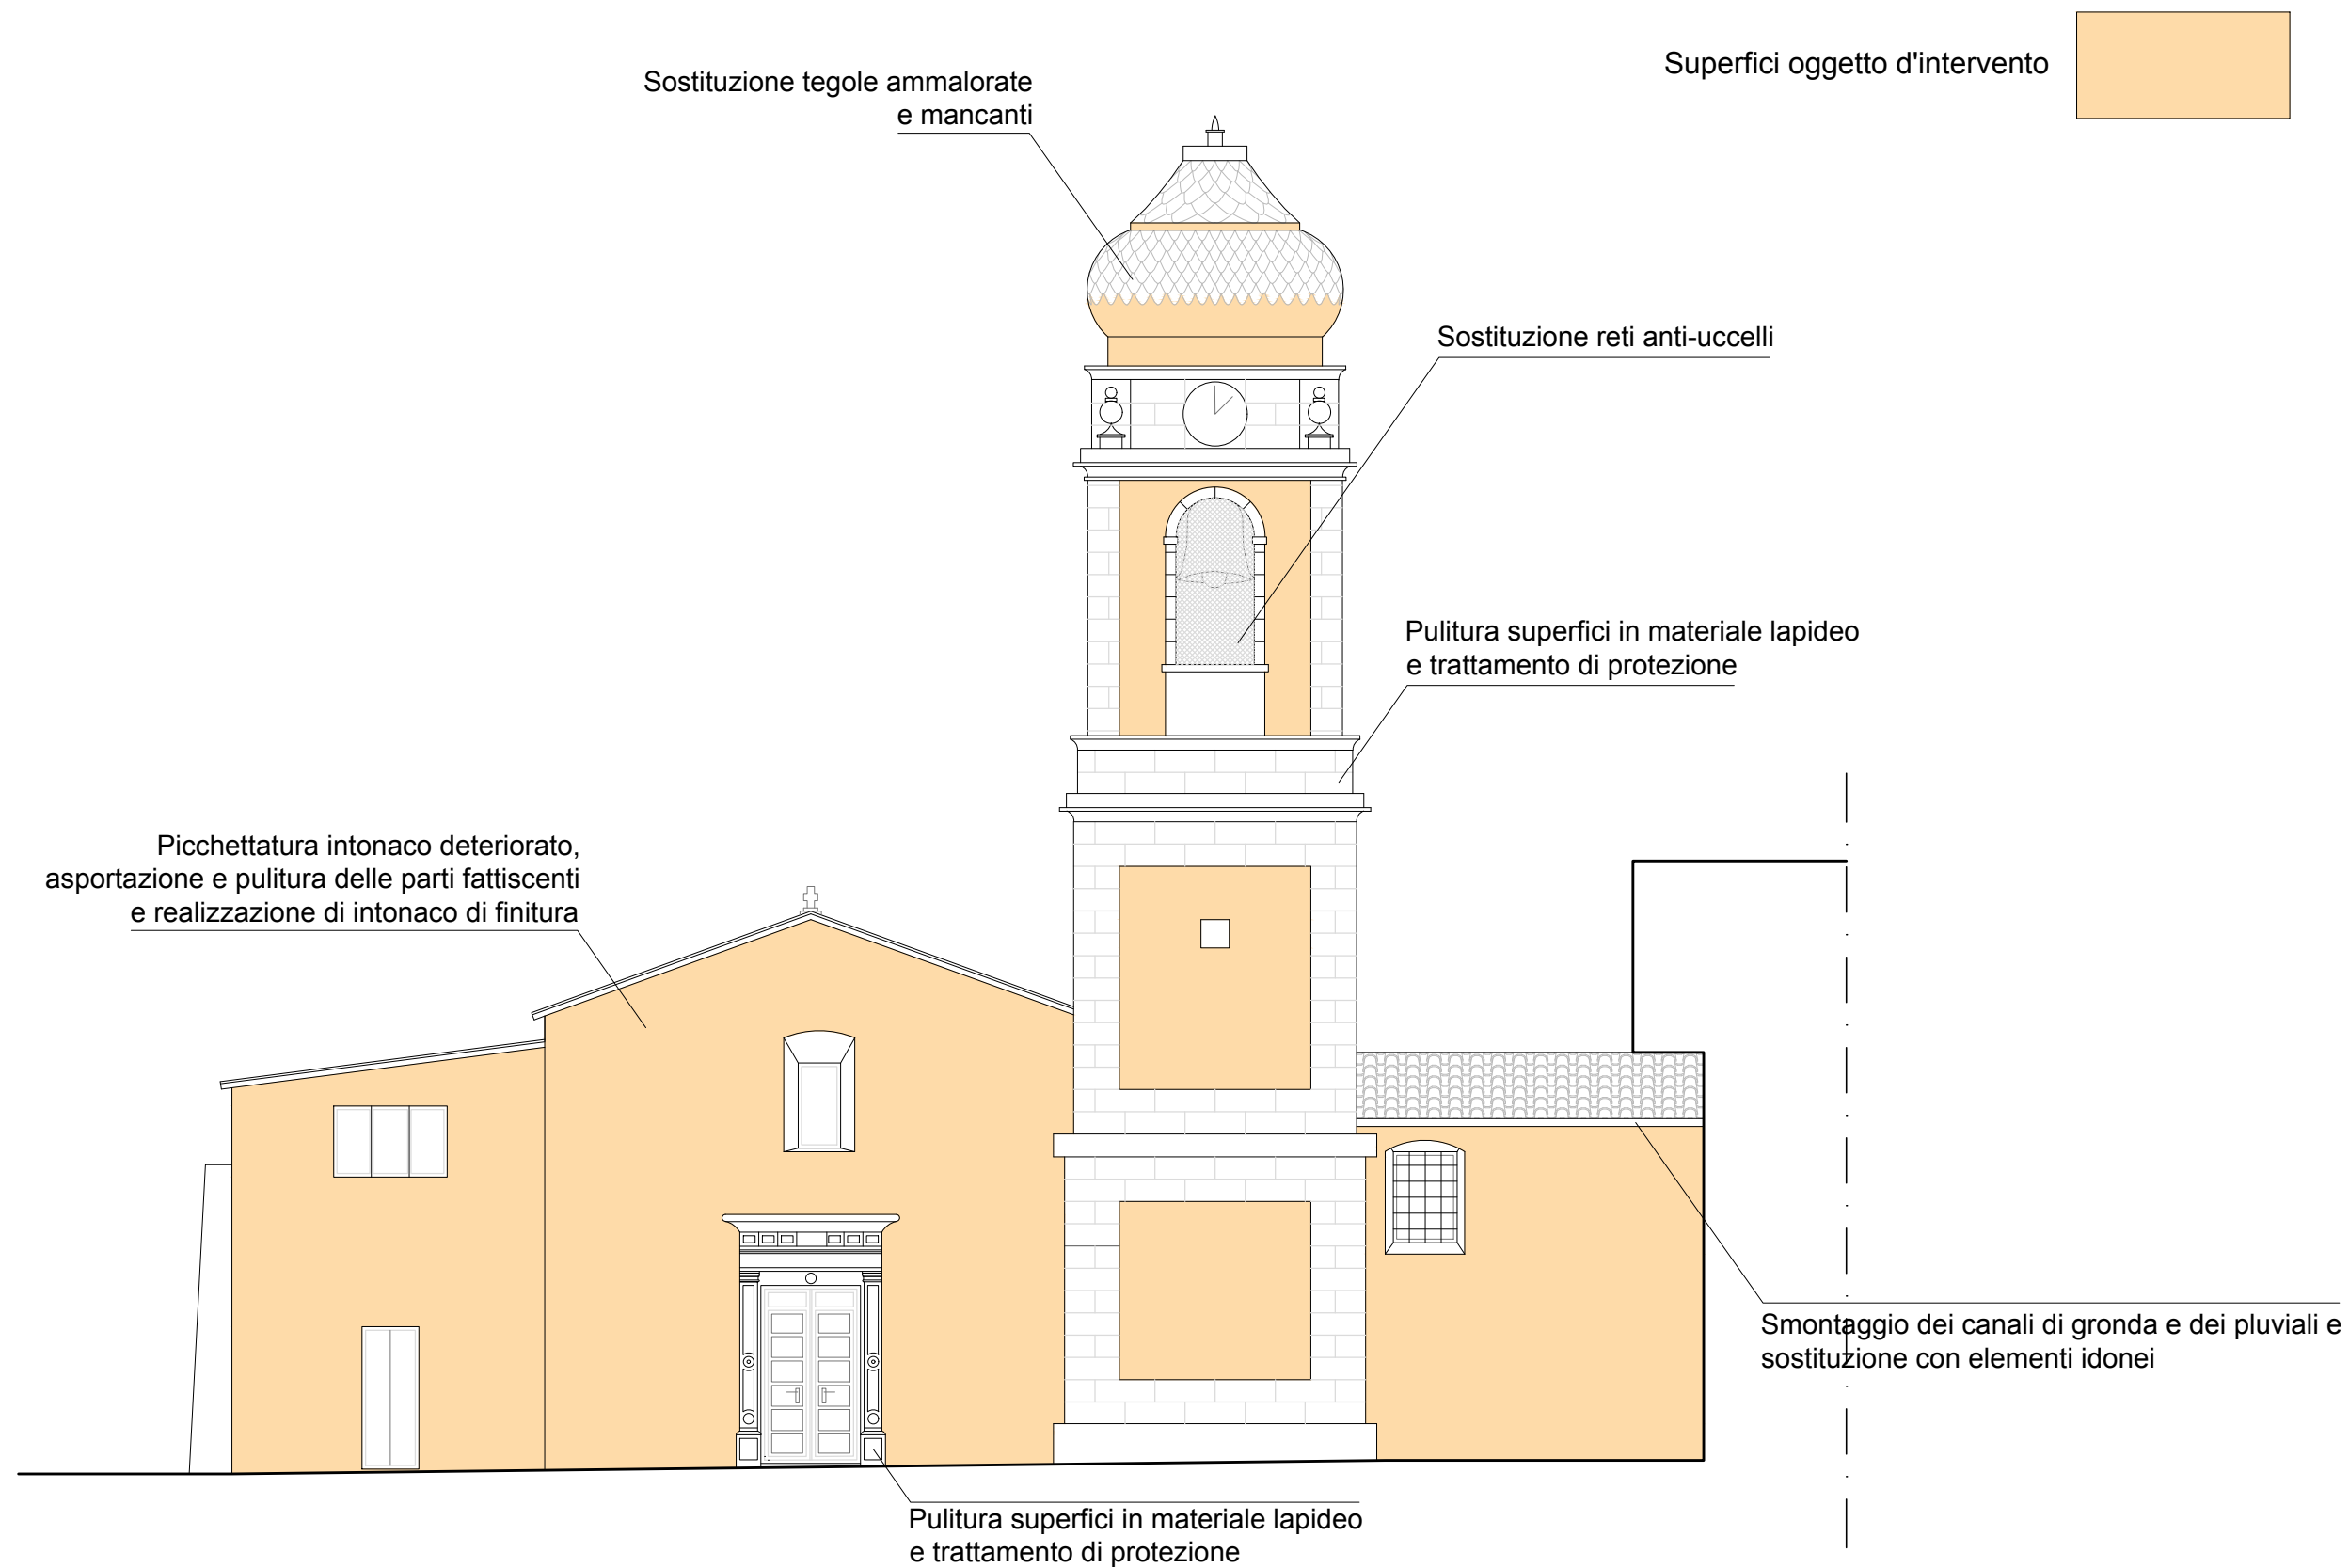 Superfici oggetto d'intervento
Sostituzione tegole ammalorate
e mancanti
Sostituzione reti anti-uccelli
Pulitura superfici in materiale lapideo
e trattamento di protezione
Picchettatura intonaco deteriorato,
asportazione e pulitura delle parti fattiscenti
e realizzazione di intonaco di finitura
Smontaggio dei canali di gronda e dei pluviali e
sostituzione con elementi idonei
Pulitura superfici in materiale lapideo
e trattamento di protezione